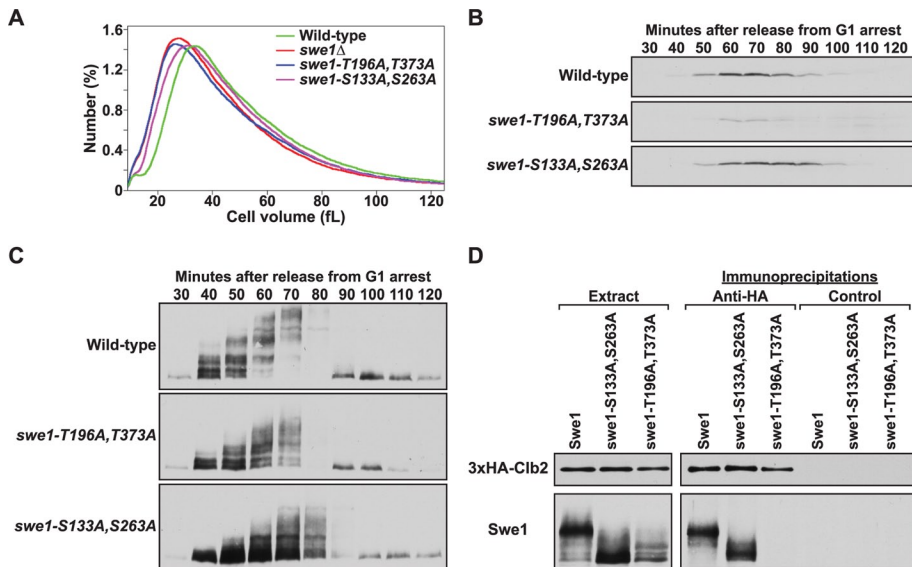 A
Number (%)
1.6
1.2
0.8
0.4
0
20
40
60
80
100
120
Cell volume (fL)
Wild-type
swe1Δ
swe1-T196A,T373A
swe1-S133A,S263A
B
Minutes after release from G1 arrest
30 40 50 60 70 80 90 100 110 120
Wild-type
swe1-T196A,T373A
swe1-S133A,S263A
C
Minutes after release from G1 arrest
30 40 50 60 70 80 90 100 110 120
Wild-type
swe1-T196A,T373A
swe1-S133A,S263A
D
Immunoprecipitations
Extract Anti-HA Control
Swe1
swe1-S133A,S263A
swe1-T196A,T373A
Swe1
swe1-S133A,S263A
swe1-T196A,T373A
Swe1
swe1-S133A,S263A
swe1-T196A,T373A
3xHA-Clb2
Swe1